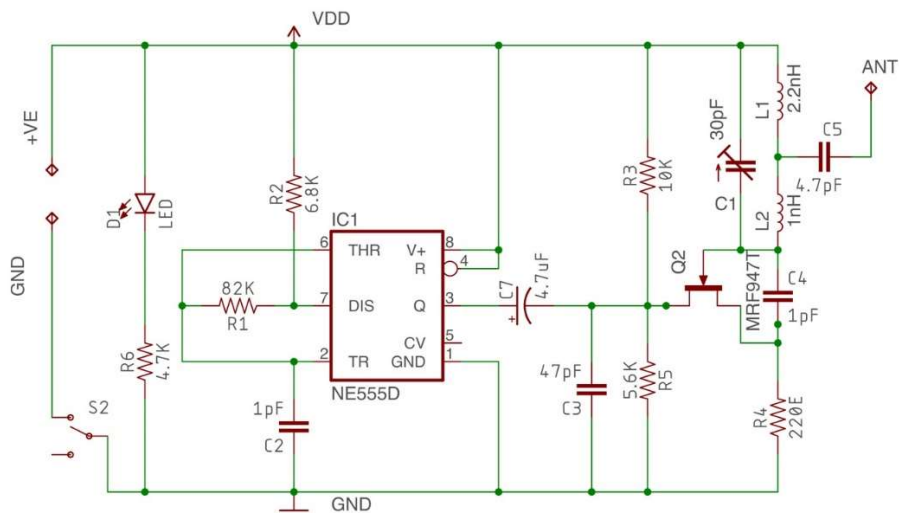 VDD
ANT
+VE
GND
D1
LED
R6
4.7K
S2
R2
6.8K
82K
R1
1pF
C2
IC1
6 THR V+ 8
R 4
7 DIS Q 3
CV 5
2 TR GND 1
NE555D
GND
C7
4.7uF
+
47pF
C3
R3
10K
5.6K
R5
Q2
MRF947T
30pF
C1
L1
2.2nH
C5
4.7pF
L2
1nH
C4
1pF
R4
220E